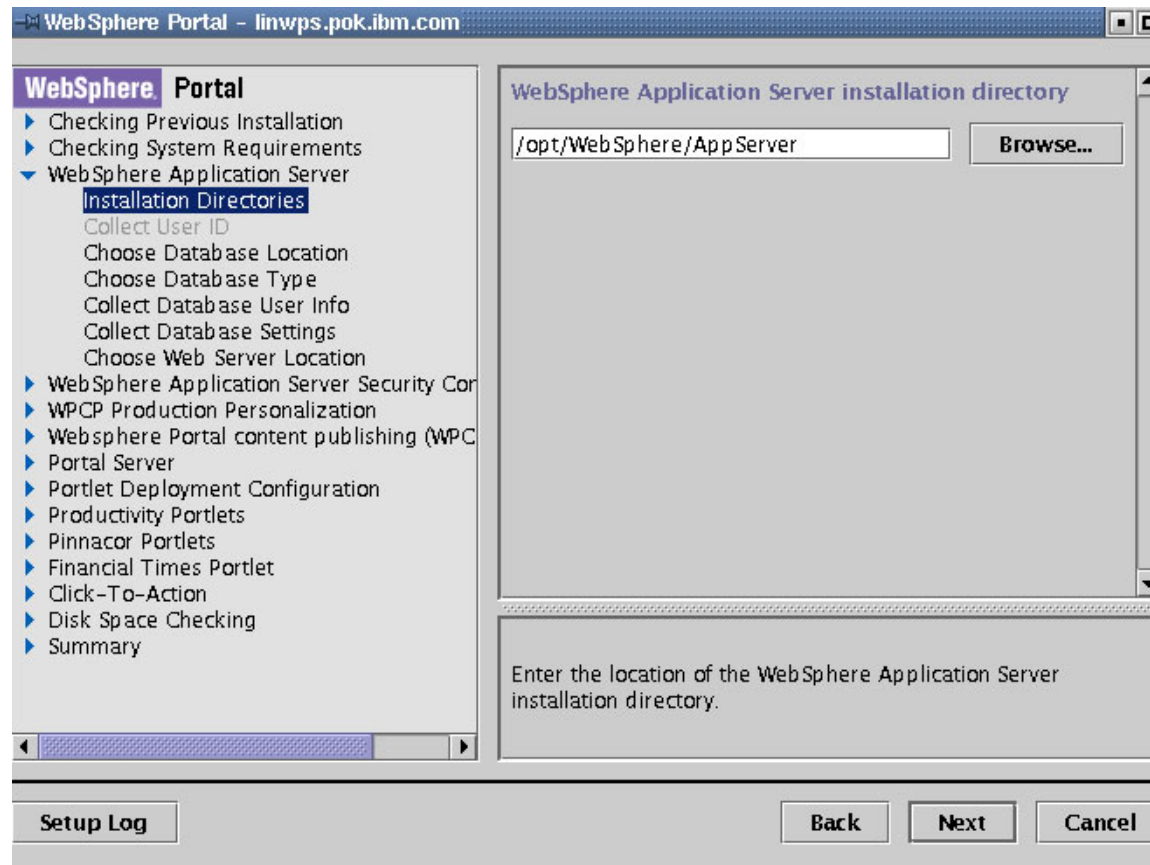 WebSphere Portal - linwps.pok.ibm.com
WebSphere Portal
Checking Previous Installation
Checking System Requirements
WebSphere Application Server
Installation Directories
Collect User ID
Choose Database Location
Choose Database Type
Collect Database User Info
Collect Database Settings
Choose Web Server Location
WebSphere Application Server Security Cor
WPCP Production Personalization
Websphere Portal content publishing (WPC
Portal Server
Portlet Deployment Configuration
Productivity Portlets
Pinnacor Portlets
Financial Times Portlet
Click-To-Action
Disk Space Checking
Summary
WebSphere Application Server installation directory
/opt/WebSphere/AppServer
Browse...
Enter the location of the WebSphere Application Server
installation directory.
Setup Log
Back
Next
Cancel